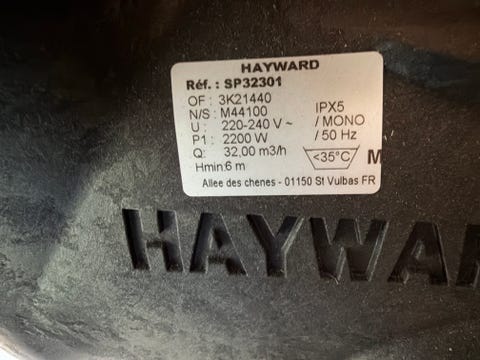 HAYWARD
Réf. : SP32301
OF : 3K21440
N/S : M44100 IPX5
U : 220-240 V ~ / MONO
P1 : 2200 W / 50 Hz
Q: 32,00 m3/h <35°C M
Hmin:6 m
Allee des chenes - 01150 St Vulbas FR
HAYWAR